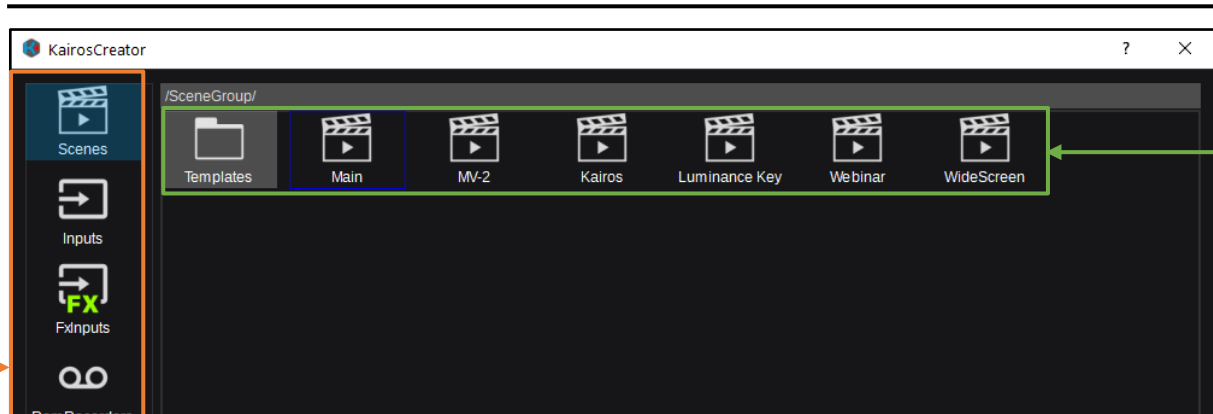 KairosCreator
?
/SceneGroup/
Scenes
Templates
Main
MV-2
Kairos
Luminance Key
Webinar
WideScreen
Inputs
FX
FxInputs